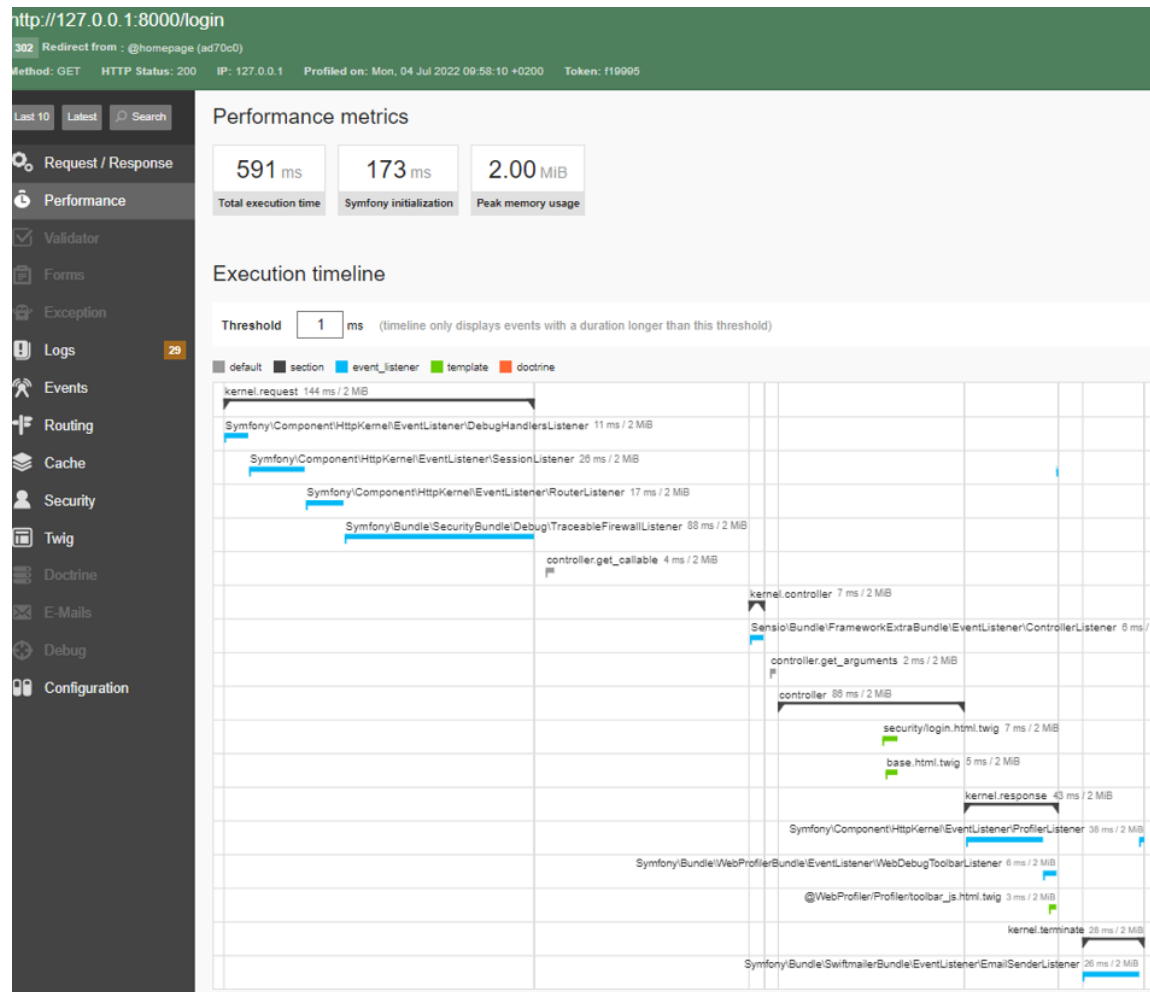 http://127.0.0.1:8000/login
302 Redirect from : @homepage (ad70c0)
Method: GET HTTP Status: 200 IP: 127.0.0.1 Profiled on: Mon, 04 Jul 2022 09:58:10 +0200 Token: f19995
Last 10 Latest Search
Request / Response
Performance
Validator
Forms
Exception
Logs 29
Events
Routing
Cache
Security
Twig
Doctrine
E-Mails
Debug
Configuration
Performance metrics
591 ms 173 ms 2.00 MiB
Total execution time Symfony initialization Peak memory usage
Execution timeline
Threshold 1 ms (timeline only displays events with a duration longer than this threshold)
default section event_listener template doctrine
kernel.request 144 ms / 2 MiB
Symfony\Component\HttpKernel\EventListener\DebugHandlersListener 11 ms / 2 MiB
Symfony\Component\HttpKernel\EventListener\SessionListener 26 ms / 2 MiB
Symfony\Component\HttpKernel\EventListener\RouterListener 17 ms / 2 MiB
Symfony\Bundle\SecurityBundle\Debug\TraceableFirewallListener 88 ms / 2 MiB
controller.get_callable 4 ms / 2 MiB
kernel.controller 7 ms / 2 MiB
Sensio\Bundle\FrameworkExtraBundle\EventListener\ControllerListener 6 ms /
controller.get_arguments 2 ms / 2 MiB
controller 86 ms / 2 MiB
security/login.html.twig 7 ms / 2 MiB
base.html.twig 5 ms / 2 MiB
kernel.response 43 ms / 2 MiB
Symfony\Component\HttpKernel\EventListener\ProfilerListener 38 ms / 2 MiB
Symfony\Bundle\WebProfilerBundle\EventListener\WebDebugToolbarListener 6 ms / 2 MiB
@WebProfiler/Profiler/toolbar_js.html.twig 3 ms / 2 MiB
kernel.terminate 28 ms / 2 MiB
Symfony\Bundle\SwiftmailerBundle\EventListener\EmailSenderListener 26 ms / 2 MiB